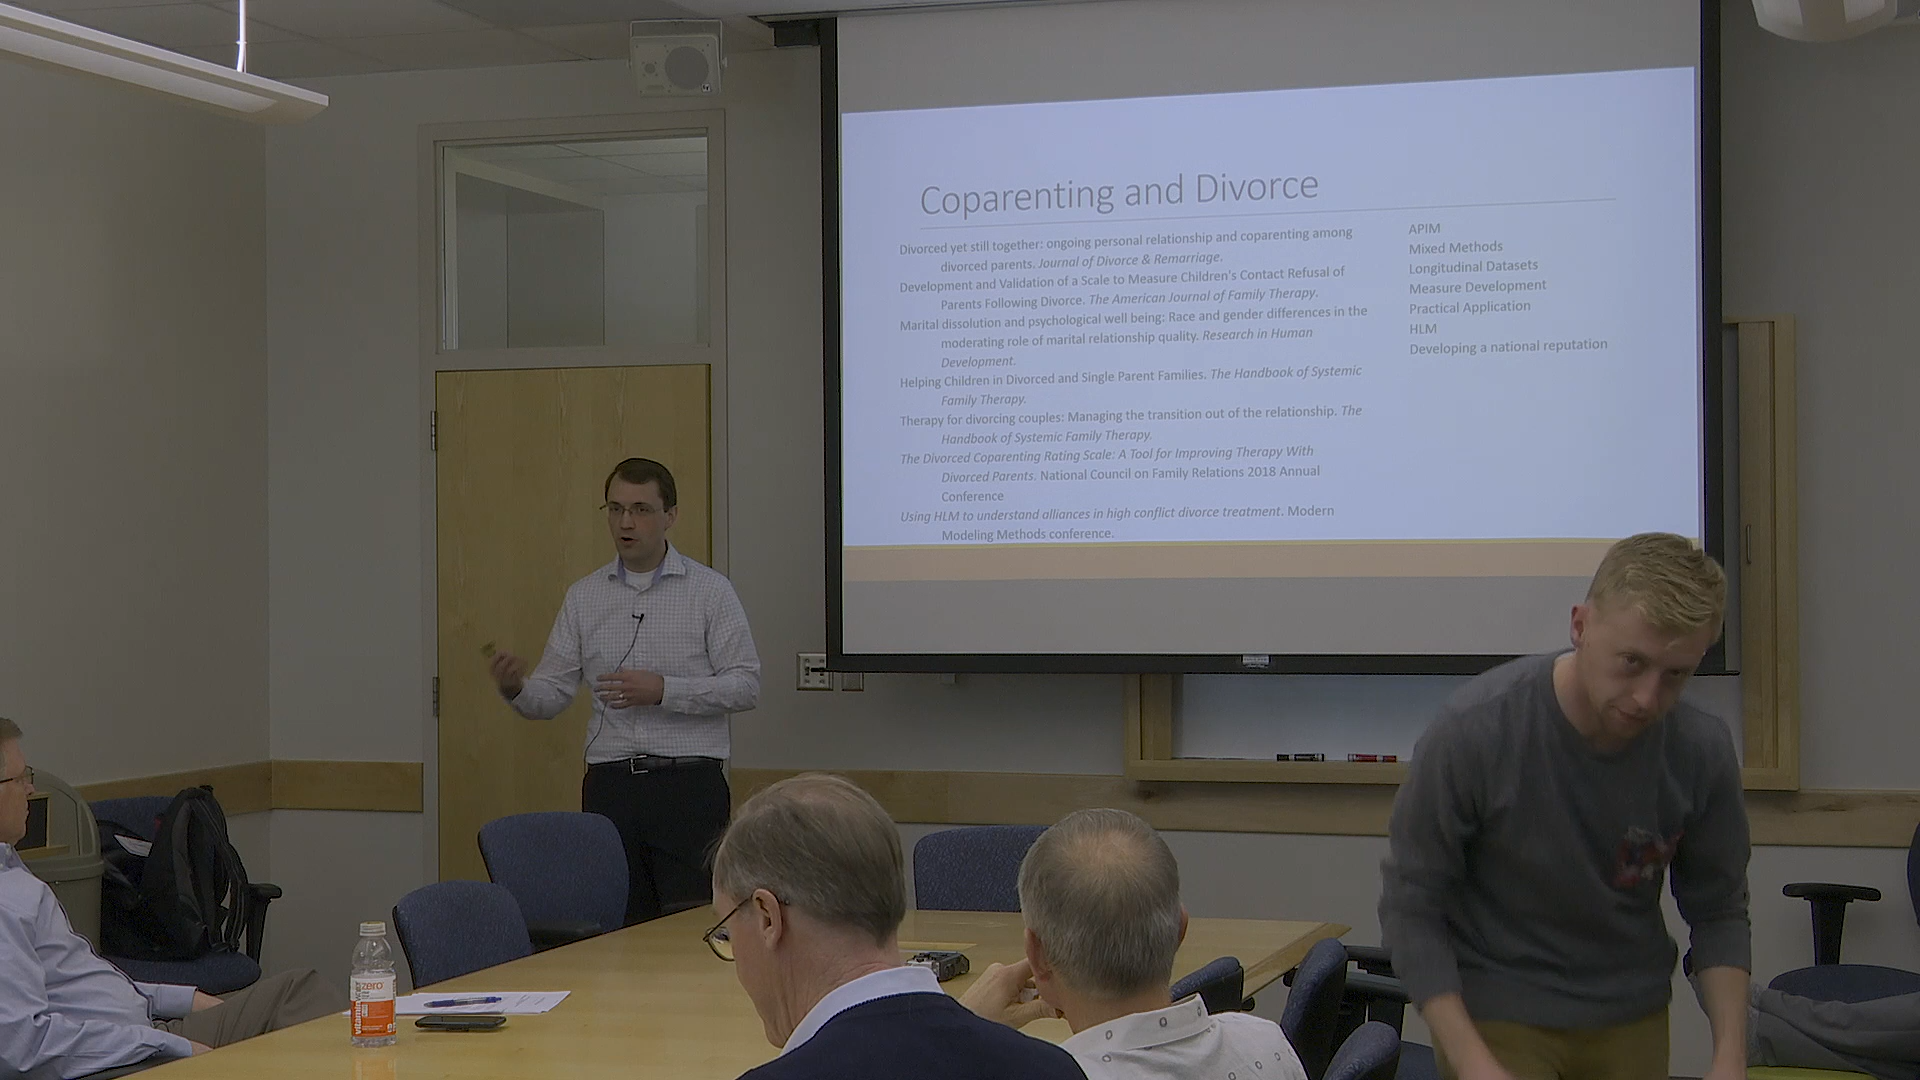 Coparenting and Divorce
Divorced yet still together: ongoing personal relationship and coparenting among
divorced parents. Journal of Divorce & Remarriage.
Development and Validation of a Scale to Measure Children's Contact Refusal of
Parents Following Divorce. The American Journal of Family Therapy.
Marital dissolution and psychological well being: Race and gender differences in the
moderating role of marital relationship quality. Research in Human
Development.
Helping Children in Divorced and Single Parent Families. The Handbook of Systemic
Family Therapy.
Therapy for divorcing couples: Managing the transition out of the relationship. The
Handbook of Systemic Family Therapy.
The Divorced Coparenting Rating Scale: A Tool for Improving Therapy With
Divorced Parents. National Council on Family Relations 2018 Annual
Conference
Using HLM to understand alliances in high conflict divorce treatment. Modern
Modeling Methods conference.
APIM
Mixed Methods
Longitudinal Datasets
Measure Development
Practical Application
HLM
Developing a national reputation
zero
vitaminwater